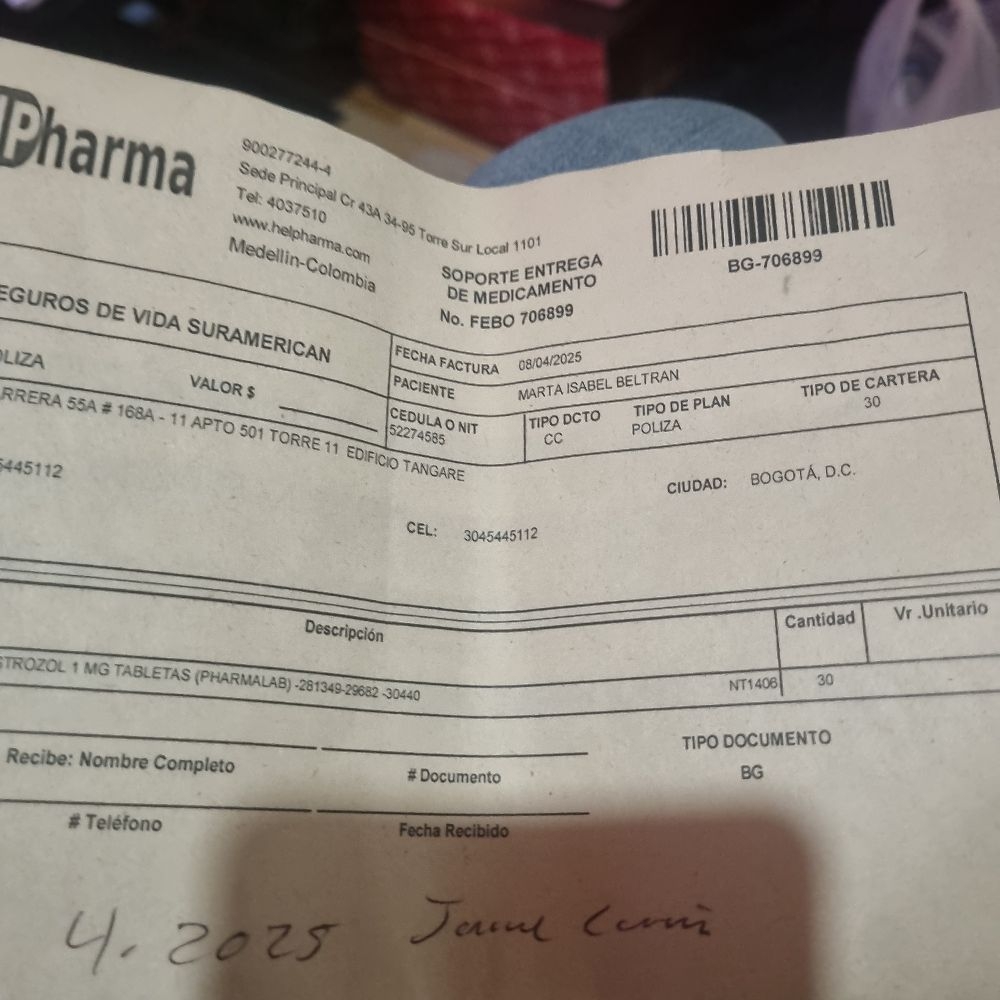 Pharma
900277244-4
Sede Principal Cr 43A 34-95 Torre Sur Local 1101
Tel: 4037510
www.helpharma.com
Medellín-Colombia
SOPORTE ENTREGA
DE MEDICAMENTO
No. FEBO 706899
BG-706899
EGUROS DE VIDA SURAMERICAN
FECHA FACTURA 08/04/2025
PACIENTE MARTA ISABEL BELTRAN
LIZA VALOR $
CEDULA O NIT
52274585
TIPO DCTO
CC
TIPO DE PLAN
POLIZA
TIPO DE CARTERA
30
RRERA 55A # 168A - 11 APTO 501 TORRE 11 EDIFICIO TANGARE
5445112
CIUDAD: BOGOTÁ, D.C.
CEL: 3045445112
Descripción Cantidad Vr .Unitario
STROZOL 1 MG TABLETAS (PHARMALAB) -281349-29682 -30440 NT1406 30
Recibe: Nombre Completo # Documento
TIPO DOCUMENTO
BG
# Teléfono Fecha Recibido
4. 2025